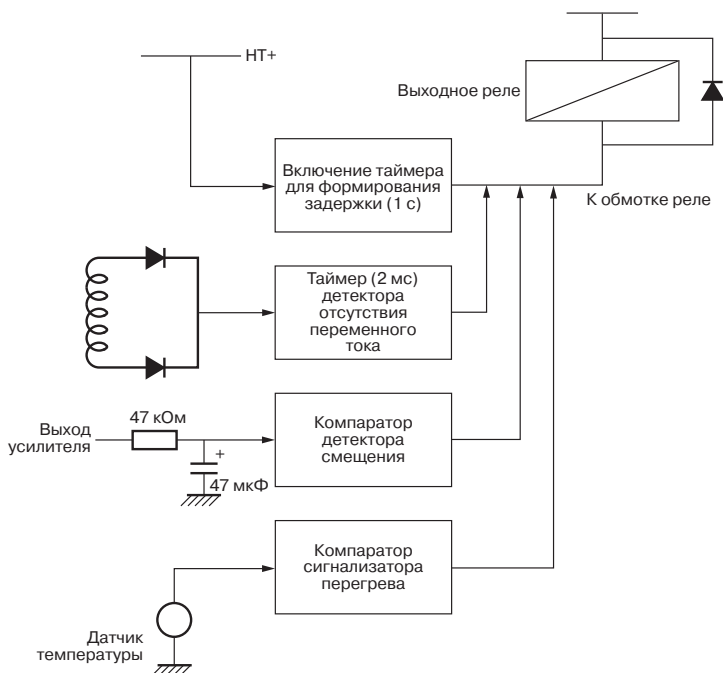 НТ+
Выходное реле
Включение таймера
для формирования
задержки (1 с)
К обмотке реле
Таймер (2 мс)
детектора
отсутствия
переменного
тока
Выход
усилителя
47 кОм
+
47 мкФ
Компаратор
детектора
смещения
Компаратор
сигнализатора
перегрева
Датчик
температуры